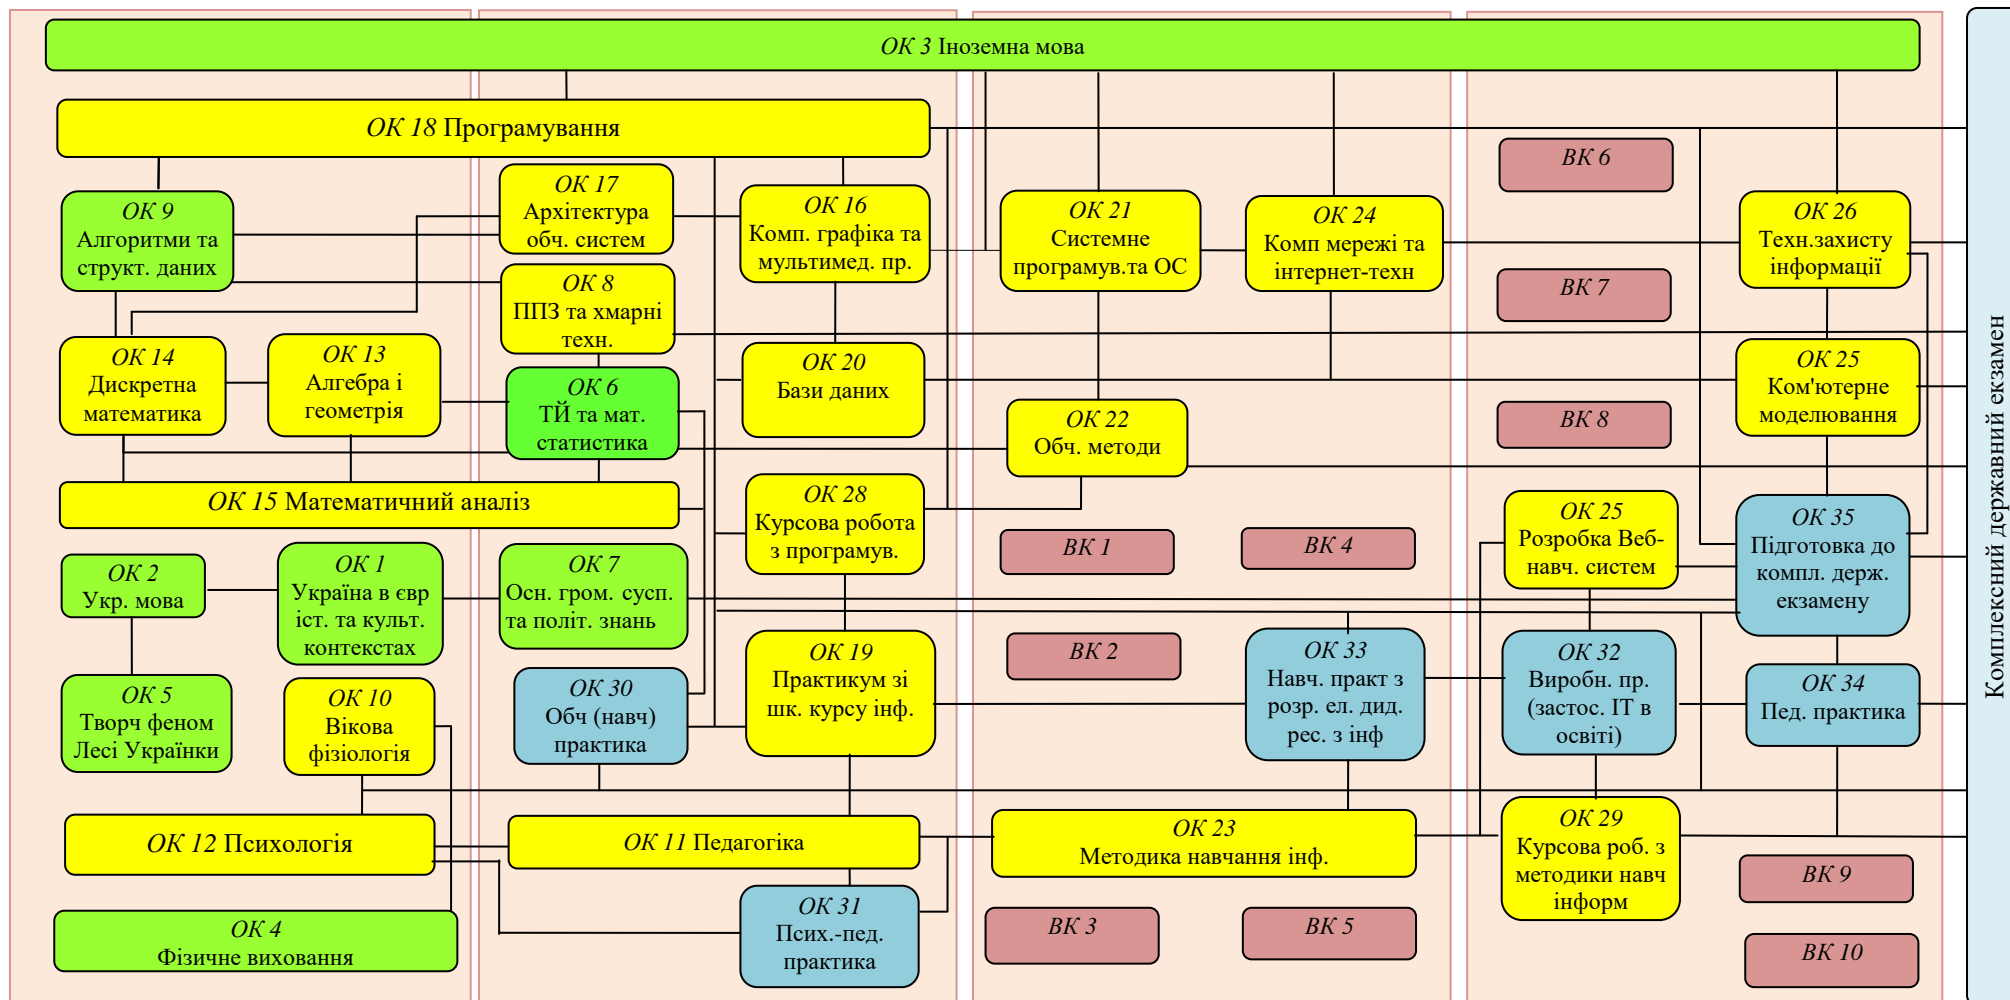 ОК 3 Іноземна мова
ОК 18 Програмування
ОК 9
Алгоритми та
структ. даних
ОК 17
Архітектура
обч. систем
ОК 16
Комп. графіка та
мультимед. пр.
ОК 21
Системне
програмув.та ОС
ОК 24
Комп мережі та
інтернет-техн
ВК 6
ОК 26
Техн.захисту
інформації
ОК 8
ППЗ та хмарні
техн.
ВК 7
ОК 14
Дискретна
математика
ОК 13
Алгебра і
геометрія
ОК 6
ТЙ та мат.
статистика
ОК 20
Бази даних
ОК 22
Обч. методи
ВК 8
ОК 25
Ком'ютерне
моделювання
ОК 15 Математичний аналіз
ОК 28
Курсова робота
з програмув.
ВК 1
ВК 4
ОК 25
Розробка Веб-
навч. систем
ОК 35
Підготовка до
компл. держ.
екзамену
ОК 2
Укр. мова
ОК 1
Україна в євр
іст. та культ.
контекстах
ОК 7
Осн. гром. сусп.
та політ. знань
ОК 5
Творч феном
Лесі Українки
ОК 10
Вікова
фізіологія
ОК 30
Обч (навч)
практика
ОК 19
Практикум зі
шк. курсу інф.
ВК 2
ОК 33
Навч. практ з
розр. ел. дид.
рес. з інф
ОК 32
Виробн. пр.
(застос. ІТ в
освіті)
ОК 34
Пед. практика
ОК 12 Психологія
ОК 11 Педагогіка
ОК 23
Методика навчання інф.
ОК 29
Курсова роб. з
методики навч
інформ
ВК 9
ОК 4
Фізичне виховання
ОК 31
Псих.-пед.
практика
ВК 3
ВК 5
ВК 10
Комплексний державний екзамен